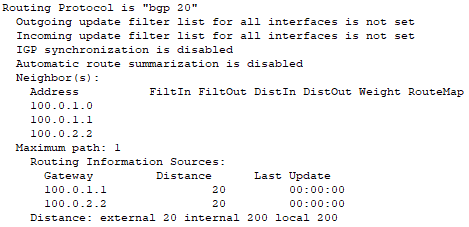 Routing Protocol is "bgp 20"
Outgoing update filter list for all interfaces is not set
Incoming update filter list for all interfaces is not set
IGP synchronization is disabled
Automatic route summarization is disabled
Neighbor(s):
Address FiltIn FiltOut DistIn DistOut Weight RouteMap
100.0.1.0
100.0.1.1
100.0.2.2
Maximum path: 1
Routing Information Sources:
Gateway Distance Last Update
100.0.1.1 20 00:00:00
100.0.2.2 20 00:00:00
Distance: external 20 internal 200 local 200